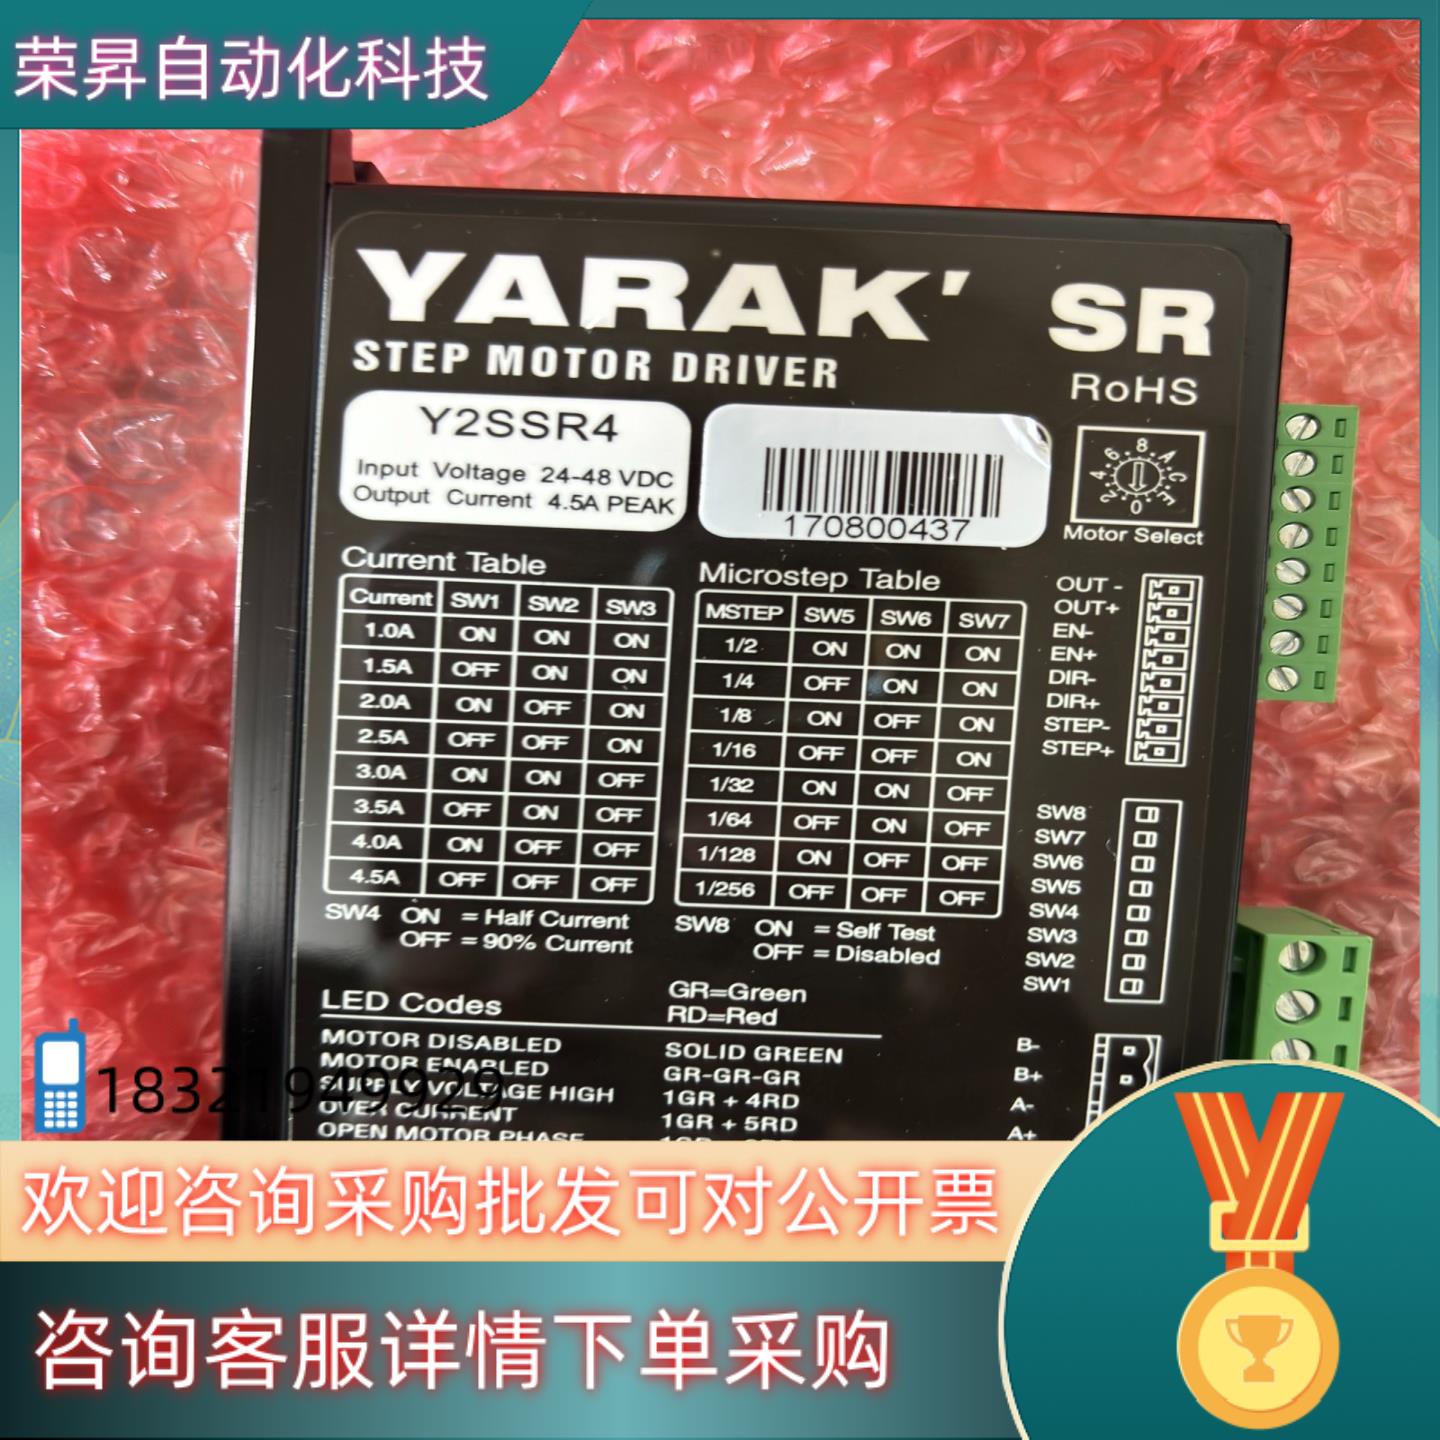 荣昇自动化科技
YARAK' SR
STEP MOTOR DRIVER
RoHS
Y2SSR4
Input Voltage 24-48 VDC
Output Current 4.5A PEAK
170800437
0 2 4 6 8 A C E
Motor Select
Current Table
Current SW1 SW2 SW3
1.0A ON ON ON
1.5A OFF ON ON
2.0A ON OFF ON
2.5A OFF OFF ON
3.0A ON ON OFF
3.5A OFF ON OFF
4.0A ON OFF OFF
4.5A OFF OFF OFF
SW4 ON = Half Current
OFF = 90% Current
Microstep Table
MSTEP SW5 SW6 SW7
1/2 ON ON ON
1/4 OFF ON ON
1/8 ON OFF ON
1/16 OFF OFF ON
1/32 ON ON OFF
1/64 OFF ON OFF
1/128 ON OFF OFF
1/256 OFF OFF OFF
SW8 ON = Self Test
OFF = Disabled
OUT -
OUT+
EN-
EN+
DIR-
DIR+
STEP-
STEP+
SW8
SW7
SW6
SW5
SW4
SW3
SW2
SW1
B-
B+
A-
A+
LED Codes
GR=Green
RD=Red
MOTOR DISABLED SOLID GREEN
MOTOR ENABLED GR-GR-GR
SUPPLY VOLTAGE HIGH 1GR + 4RD
OVER CURRENT 1GR + 5RD
OPEN MOTOR PHASE
18321949929
欢迎咨询采购批发可对公开票
咨询客服详情下单采购